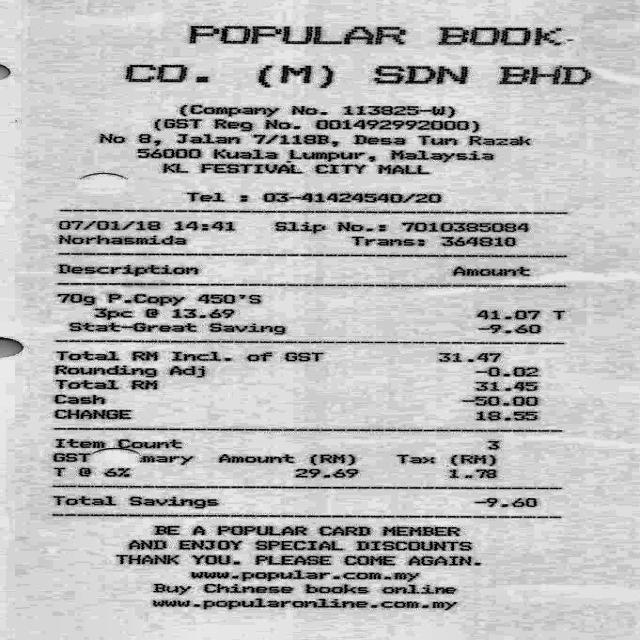 POPULAR BOOK
CO. (M) SDN BHD
(Company No. 113825-W)
(GST Reg No. 001492992000)
No 8, Jalan 7/118B, Desa Tun Razak
56000 Kuala Lumpur, Malaysia
KL FESTIVAL CITY MALL
Tel : 03-41424540/20
07/01/18 14:41 Slip No.: 7010385084
Norhasmida Trans: 364810
Description Amount
70g P.Copy 450'S
3pc @ 13.69 41.07 T
Stat-Great Saving -9.60
Total RM Incl. of GST 31.47
Rounding Adj -0.02
Total RM 31.45
Cash -50.00
CHANGE 18.55
Item Count 3
GST mary Amount (RM) Tax (RM)
T @ 6% 29.69 1.78
Total Savings -9.60
BE A POPULAR CARD MEMBER
AND ENJOY SPECIAL DISCOUNTS
THANK YOU. PLEASE COME AGAIN.
www.popular.com.my
Buy Chinese books online
www.popularonline.com.my